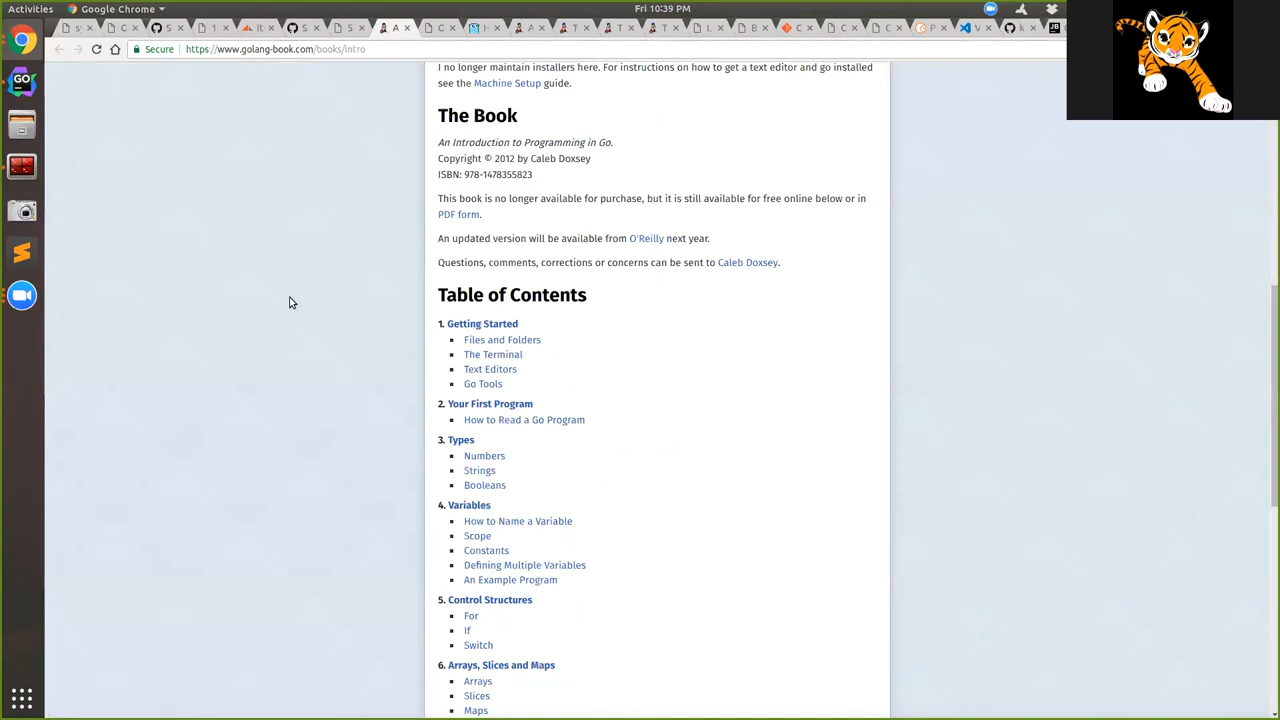 Activities
Google Chrome
Fri 10:39 PM
Secure
https://www.golang-book.com/books/intro
I no longer maintain installers here. For instructions on how to get a text editor and go installed
see the Machine Setup guide.
The Book
An Introduction to Programming in Go.
Copyright © 2012 by Caleb Doxsey
ISBN: 978-1478355823
This book is no longer available for purchase, but it is still available for free online below or in
PDF form.
An updated version will be available from O'Reilly next year.
Questions, comments, corrections or concerns can be sent to Caleb Doxsey.
Table of Contents
1. Getting Started
Files and Folders
The Terminal
Text Editors
Go Tools
2. Your First Program
How to Read a Go Program
3. Types
Numbers
Strings
Booleans
4. Variables
How to Name a Variable
Scope
Constants
Defining Multiple Variables
An Example Program
5. Control Structures
For
If
Switch
6. Arrays, Slices and Maps
Arrays
Slices
Maps